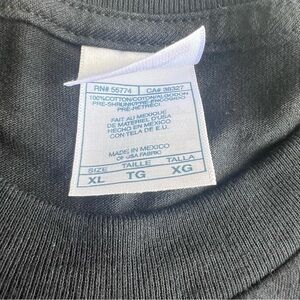 RN# 55774 CA# 38327
100%COTTON/COTON/ALGODON
PRE-SHRUNK/PRE-ENCOGIDO
PRE-RETRECI
FAIT AU MEXIQUE
DE MATERIEL D'USA
HECHO EN MEXICO
CON TELA DE E.U.
MADE IN MEXICO
OF USA FABRIC
SIZE TAILLE TALLA
XL TG XG